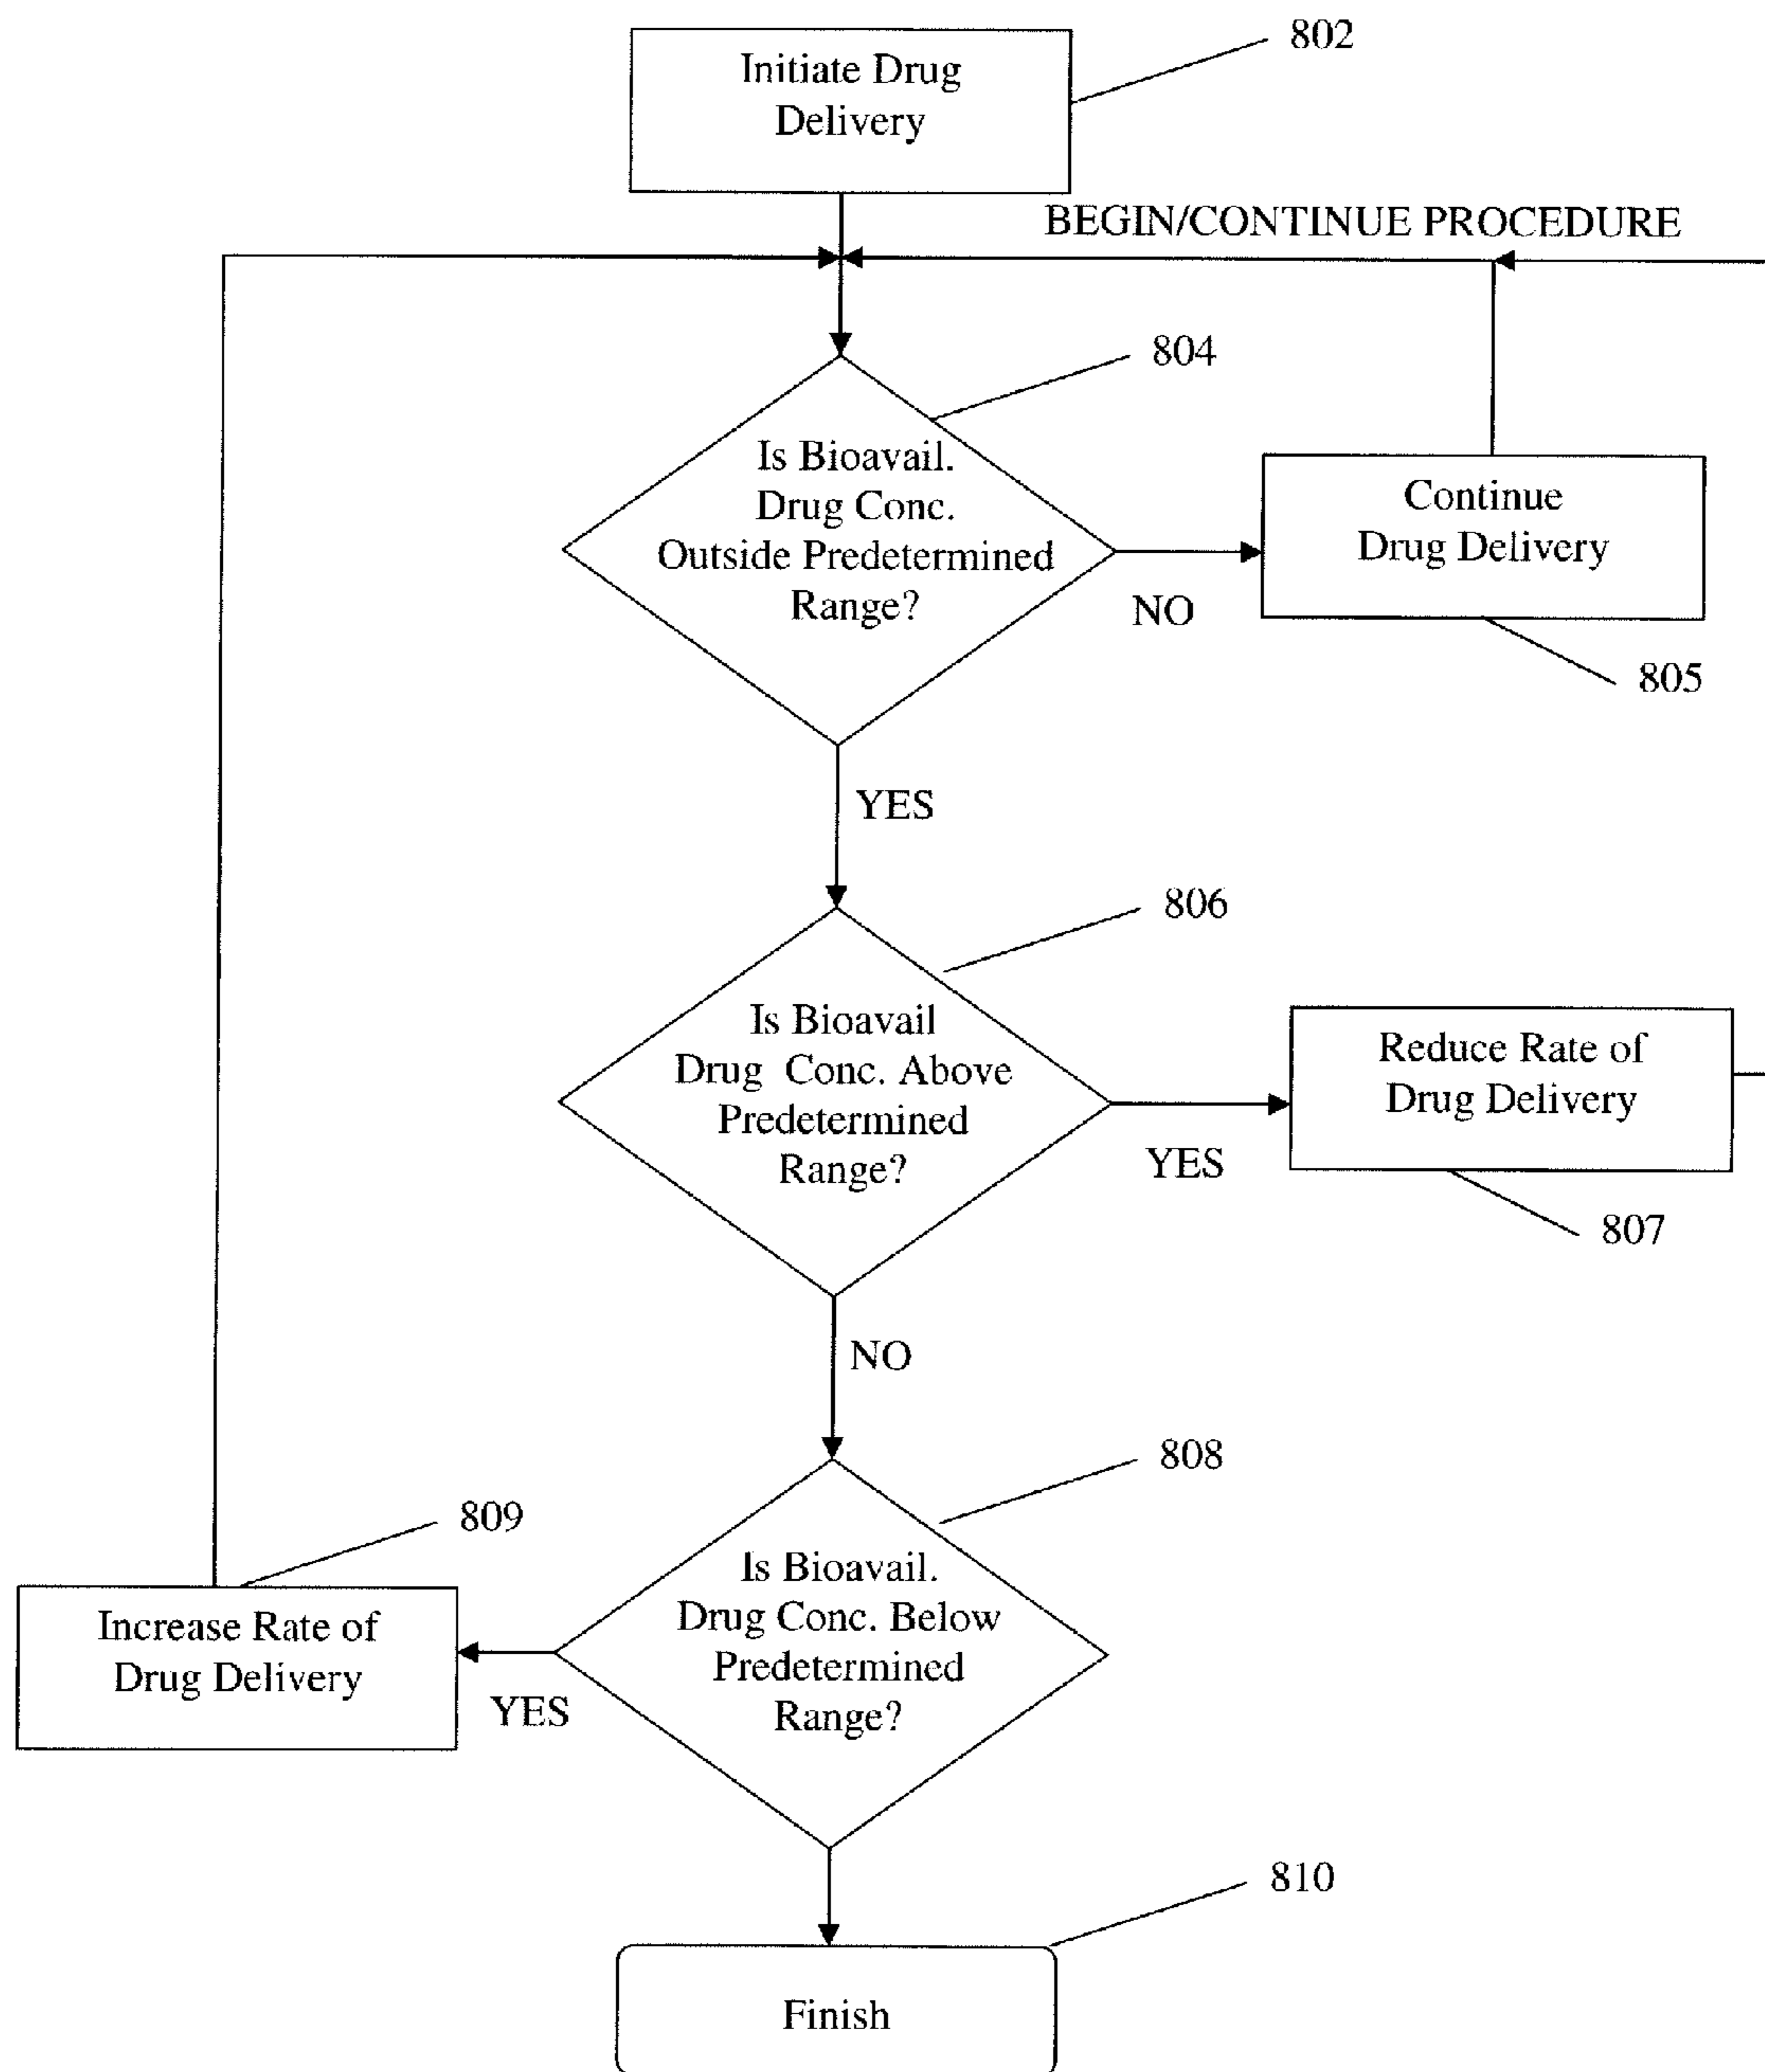 Initiate Drug
Delivery
802
BEGIN/CONTINUE PROCEDURE
804
Is Bioavail.
Drug Conc.
Outside Predetermined
Range?
NO
Continue
Drug Delivery
805
YES
806
Is Bioavail
Drug Conc. Above
Predetermined
Range?
YES
Reduce Rate of
Drug Delivery
807
NO
808
Is Bioavail.
Drug Conc. Below
Predetermined
Range?
YES
809
Increase Rate of
Drug Delivery
810
Finish